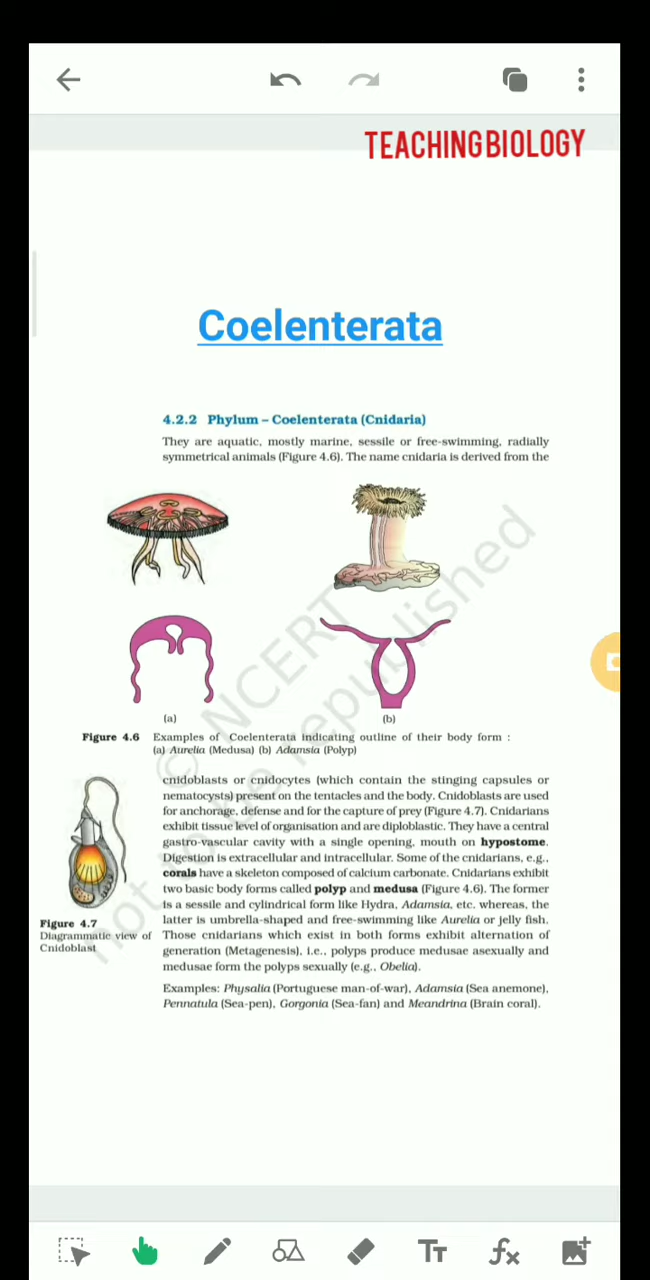 TEACHING BIOLOGY
Coelenterata
4.2.2 Phylum – Coelenterata (Cnidaria)
They are aquatic, mostly marine, sessile or free-swimming, radially
symmetrical animals (Figure 4.6). The name cnidaria is derived from the
(a)
(b)
Figure 4.6 Examples of Coelenterata indicating outline of their body form :
(a) Aurelia (Medusa) (b) Adamsia (Polyp)
cnidoblasts or cnidocytes (which contain the stinging capsules or
nematocysts) present on the tentacles and the body. Cnidoblasts are used
for anchorage, defense and for the capture of prey (Figure 4.7). Cnidarians
exhibit tissue level of organisation and are diploblastic. They have a central
gastro-vascular cavity with a single opening, mouth on hypostome.
Digestion is extracellular and intracellular. Some of the cnidarians, e.g.,
corals have a skeleton composed of calcium carbonate. Cnidarians exhibit
two basic body forms called polyp and medusa (Figure 4.6). The former
is a sessile and cylindrical form like Hydra, Adamsia, etc. whereas, the
latter is umbrella-shaped and free-swimming like Aurelia or jelly fish.
Those cnidarians which exist in both forms exhibit alternation of
generation (Metagenesis), i.e., polyps produce medusae asexually and
medusae form the polyps sexually (e.g., Obelia).
Figure 4.7
Diagrammatic view of
Cnidoblast
Examples: Physalia (Portuguese man-of-war), Adamsia (Sea anemone),
Pennatula (Sea-pen), Gorgonia (Sea-fan) and Meandrina (Brain coral).
© NCERT
not to be republished
TT
fx